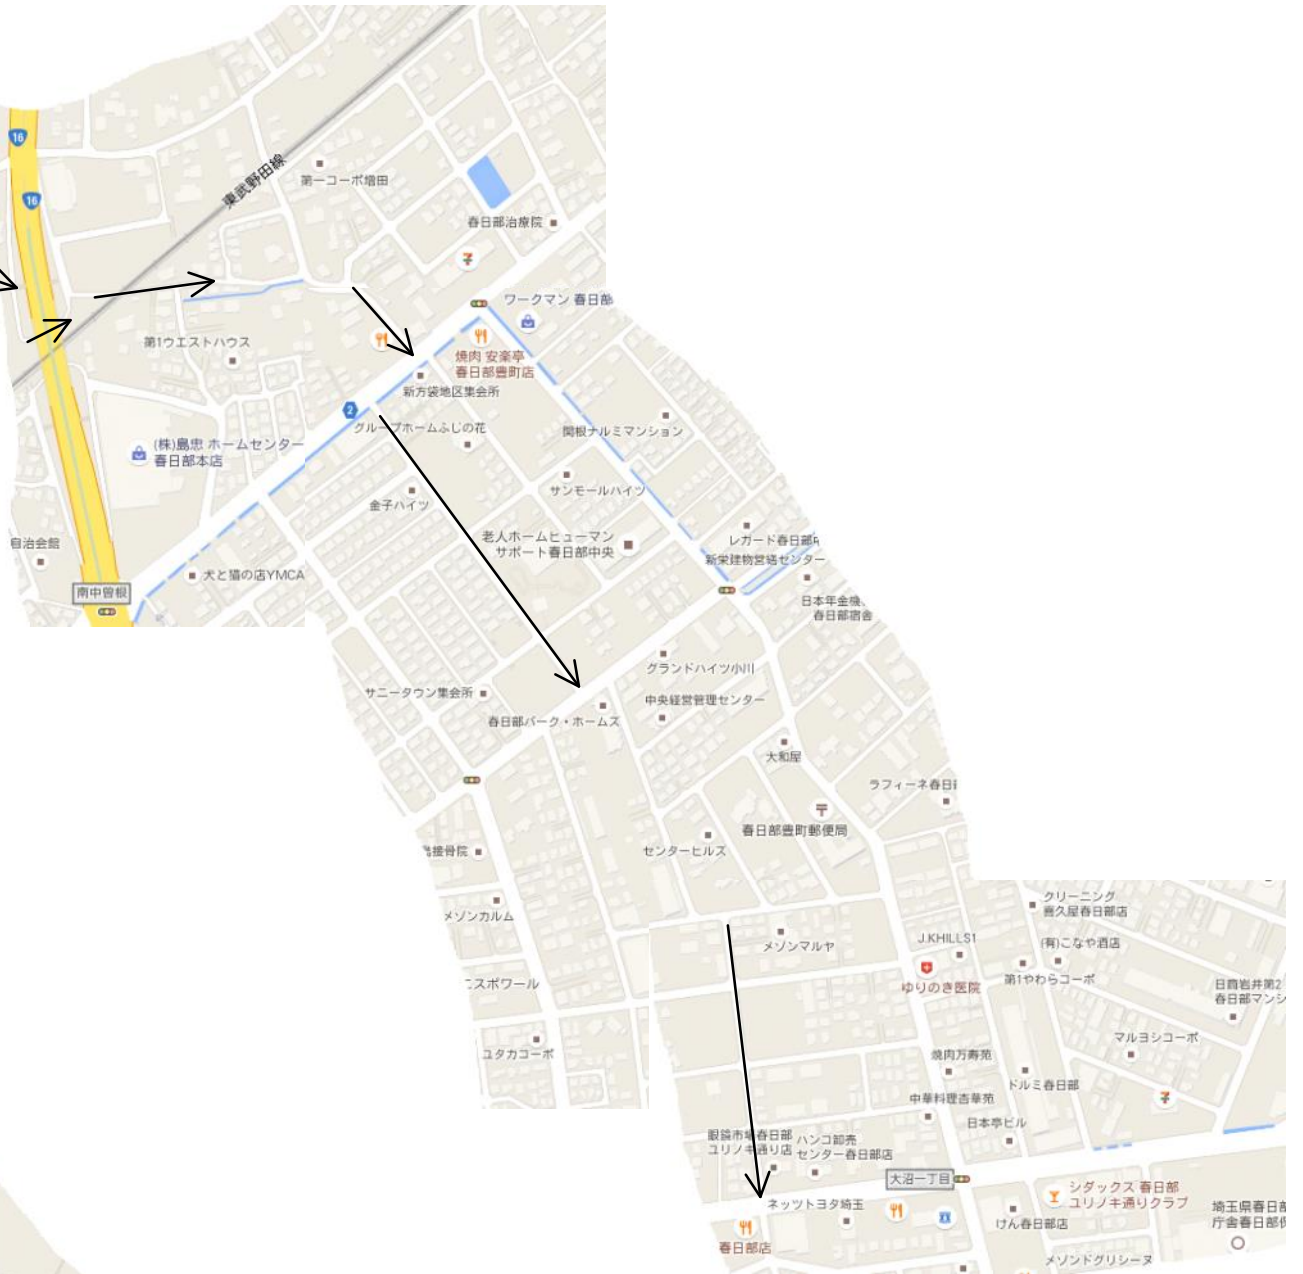 16
16
東武野田線
第一コーポ増田
春日部治療院
ワークマン 春日部
第1ウエストハウス
焼肉 安楽亭
春日部豊町店
新方袋地区集会所
2
グループホームふじの花
(株)島忠 ホームセンター
春日部本店
関根ナルミマンション
サンモールハイツ
金子ハイツ
老人ホームヒューマン
サポート春日部中央
レガード春日部
新栄建物営繕センター
自治会館
犬と猫の店YMCA
南中曽根
日本年金機
春日部宿舎
グランドハイツ小川
サニータウン集会所
中央経営管理センター
春日部パーク・ホームズ
大和屋
ラフィーネ春日部
春日部豊町郵便局
センターヒルズ
接骨院
メゾンカルム
クリーニング
喜久屋春日部店
メゾンマルヤ
J.KHILLS1
(有)こなや酒店
ゆりのき医院
第1やわらコーポ
エスポワール
日商岩井第2
春日部マンシ
ユタカコーポ
マルヨシコーポ
焼肉万寿苑
ドルミ春日部
中華料理杏華苑
日本亭ビル
眼鏡市場春日部
ユリノキ通り店
ハンコ卸売
センター春日部店
大沼一丁目
ネッツトヨタ埼玉
シダックス 春日部
ユリノキ通りクラブ
けん春日部店
埼玉県春日部
庁舎春日部保
春日部店
メゾンドグリシーヌ